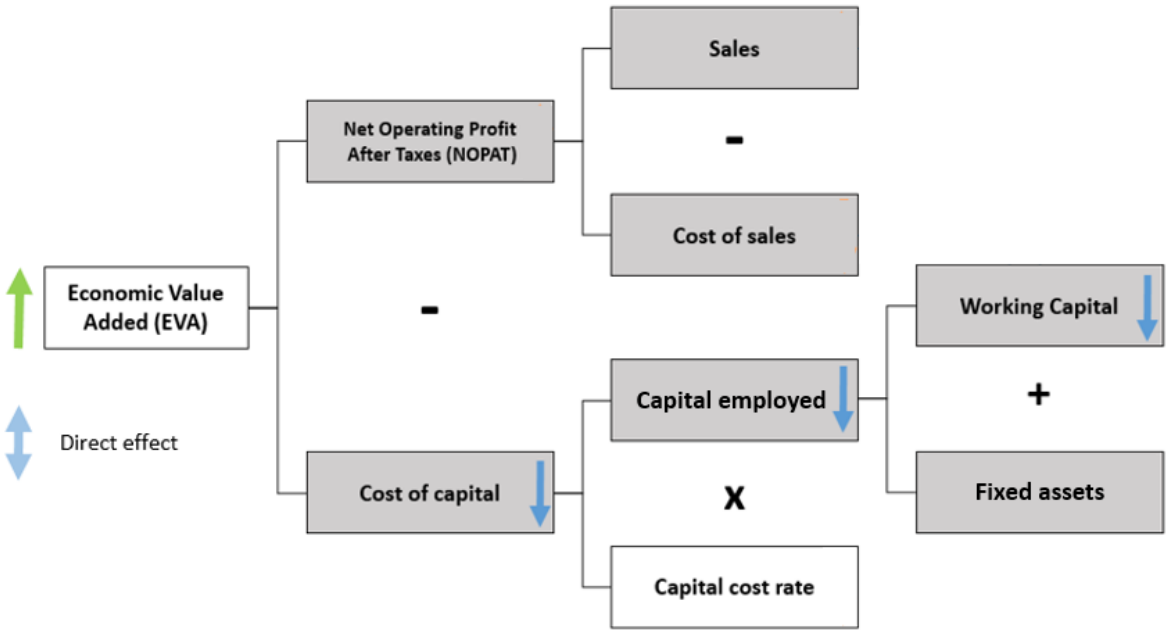 Sales
Net Operating Profit
After Taxes (NOPAT)
-
Cost of sales
Economic Value
Added (EVA)
-
Working Capital
Capital employed
+
Direct effect
Cost of capital
X
Fixed assets
Capital cost rate